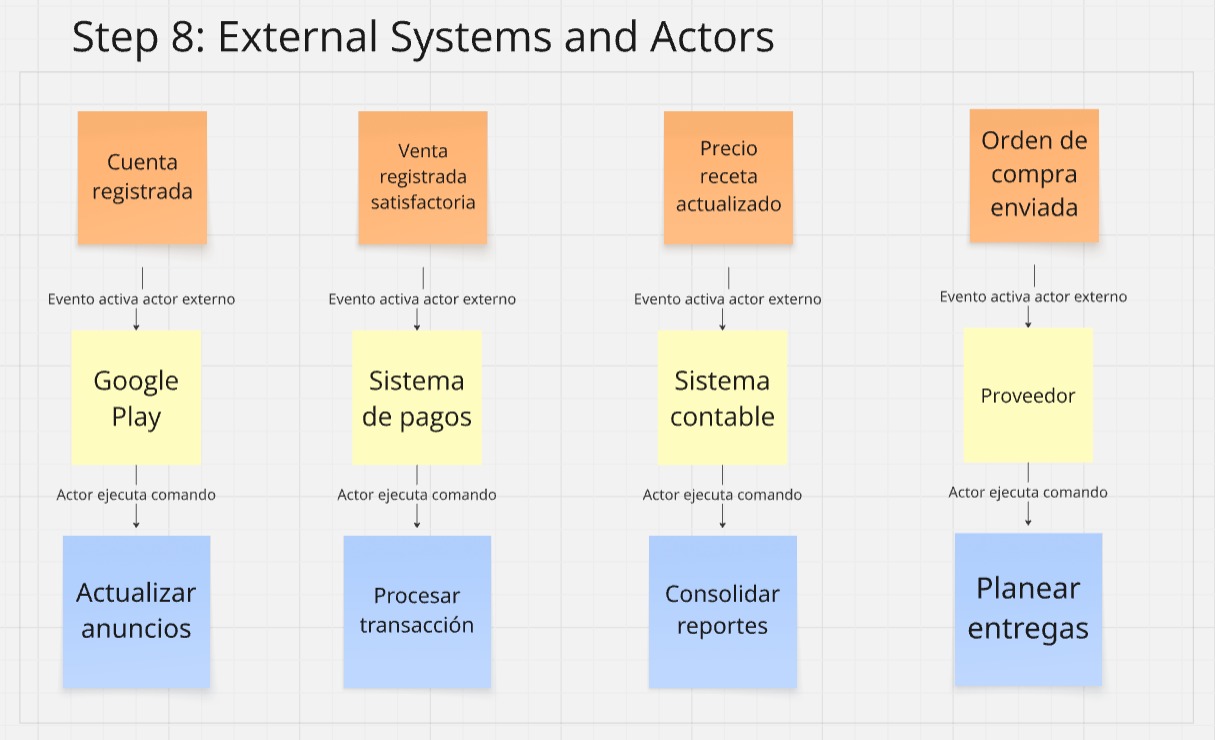 Step 8: External Systems and Actors
Cuenta
registrada
Venta
registrada
satisfactoria
Precio
receta
actualizado
Orden de
compra
enviada
Evento activa actor externo
Evento activa actor externo
Evento activa actor externo
Evento activa actor externo
Google
Play
Sistema
de pagos
Sistema
contable
Proveedor
Actor ejecuta comando
Actor ejecuta comando
Actor ejecuta comando
Actor ejecuta comando
Actualizar
anuncios
Procesar
transacción
Consolidar
reportes
Planear
entregas